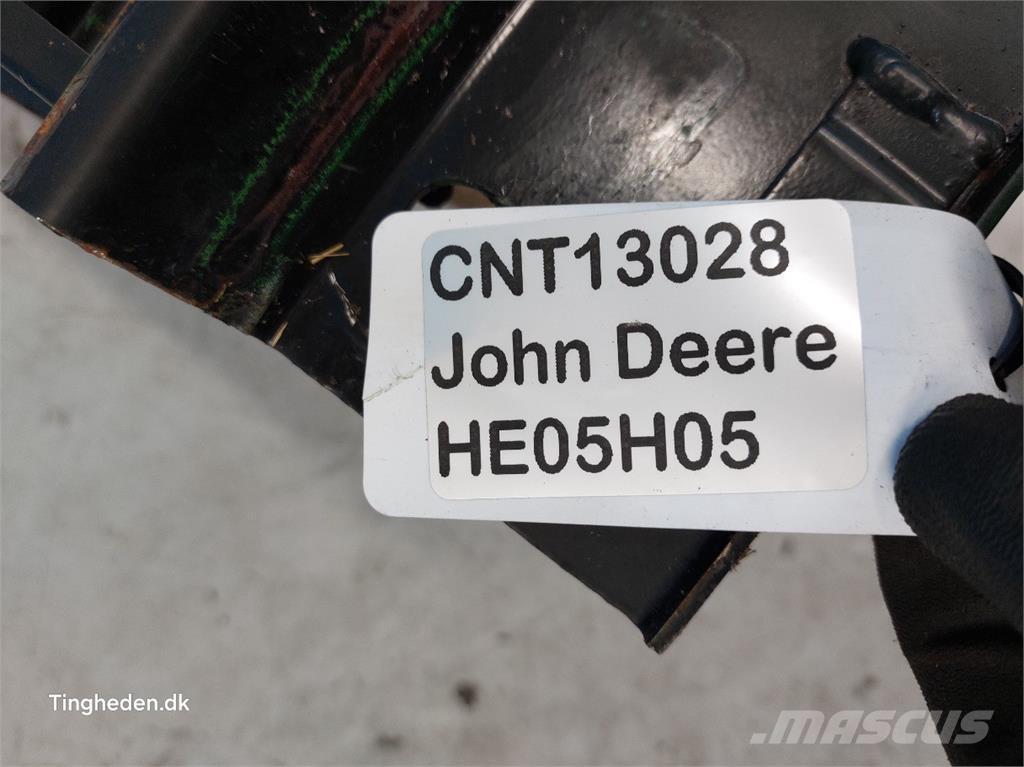 CNT13028
John Deere
HE05H05
Tingheden.dk
MASCUS